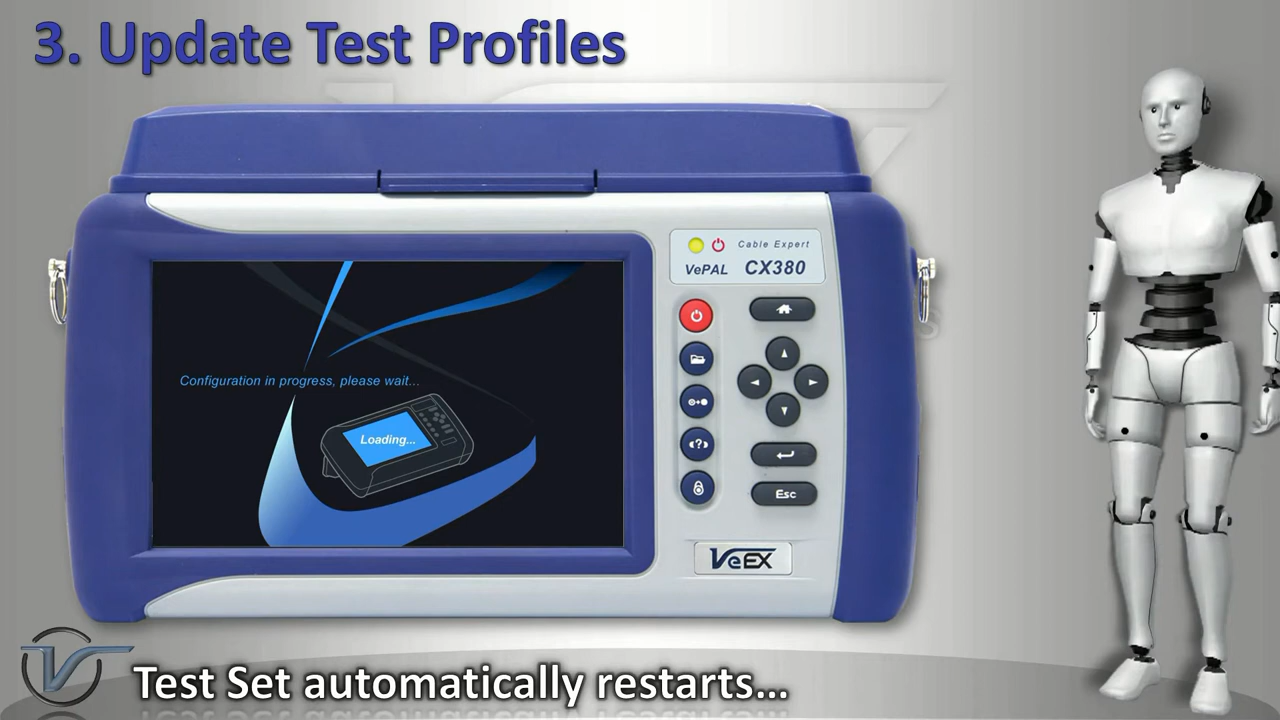 3. Update Test Profiles
Cable Expert
VePAL CX380
Configuration in progress, please wait...
Loading...
Esc
VeEX
Test Set automatically restarts...